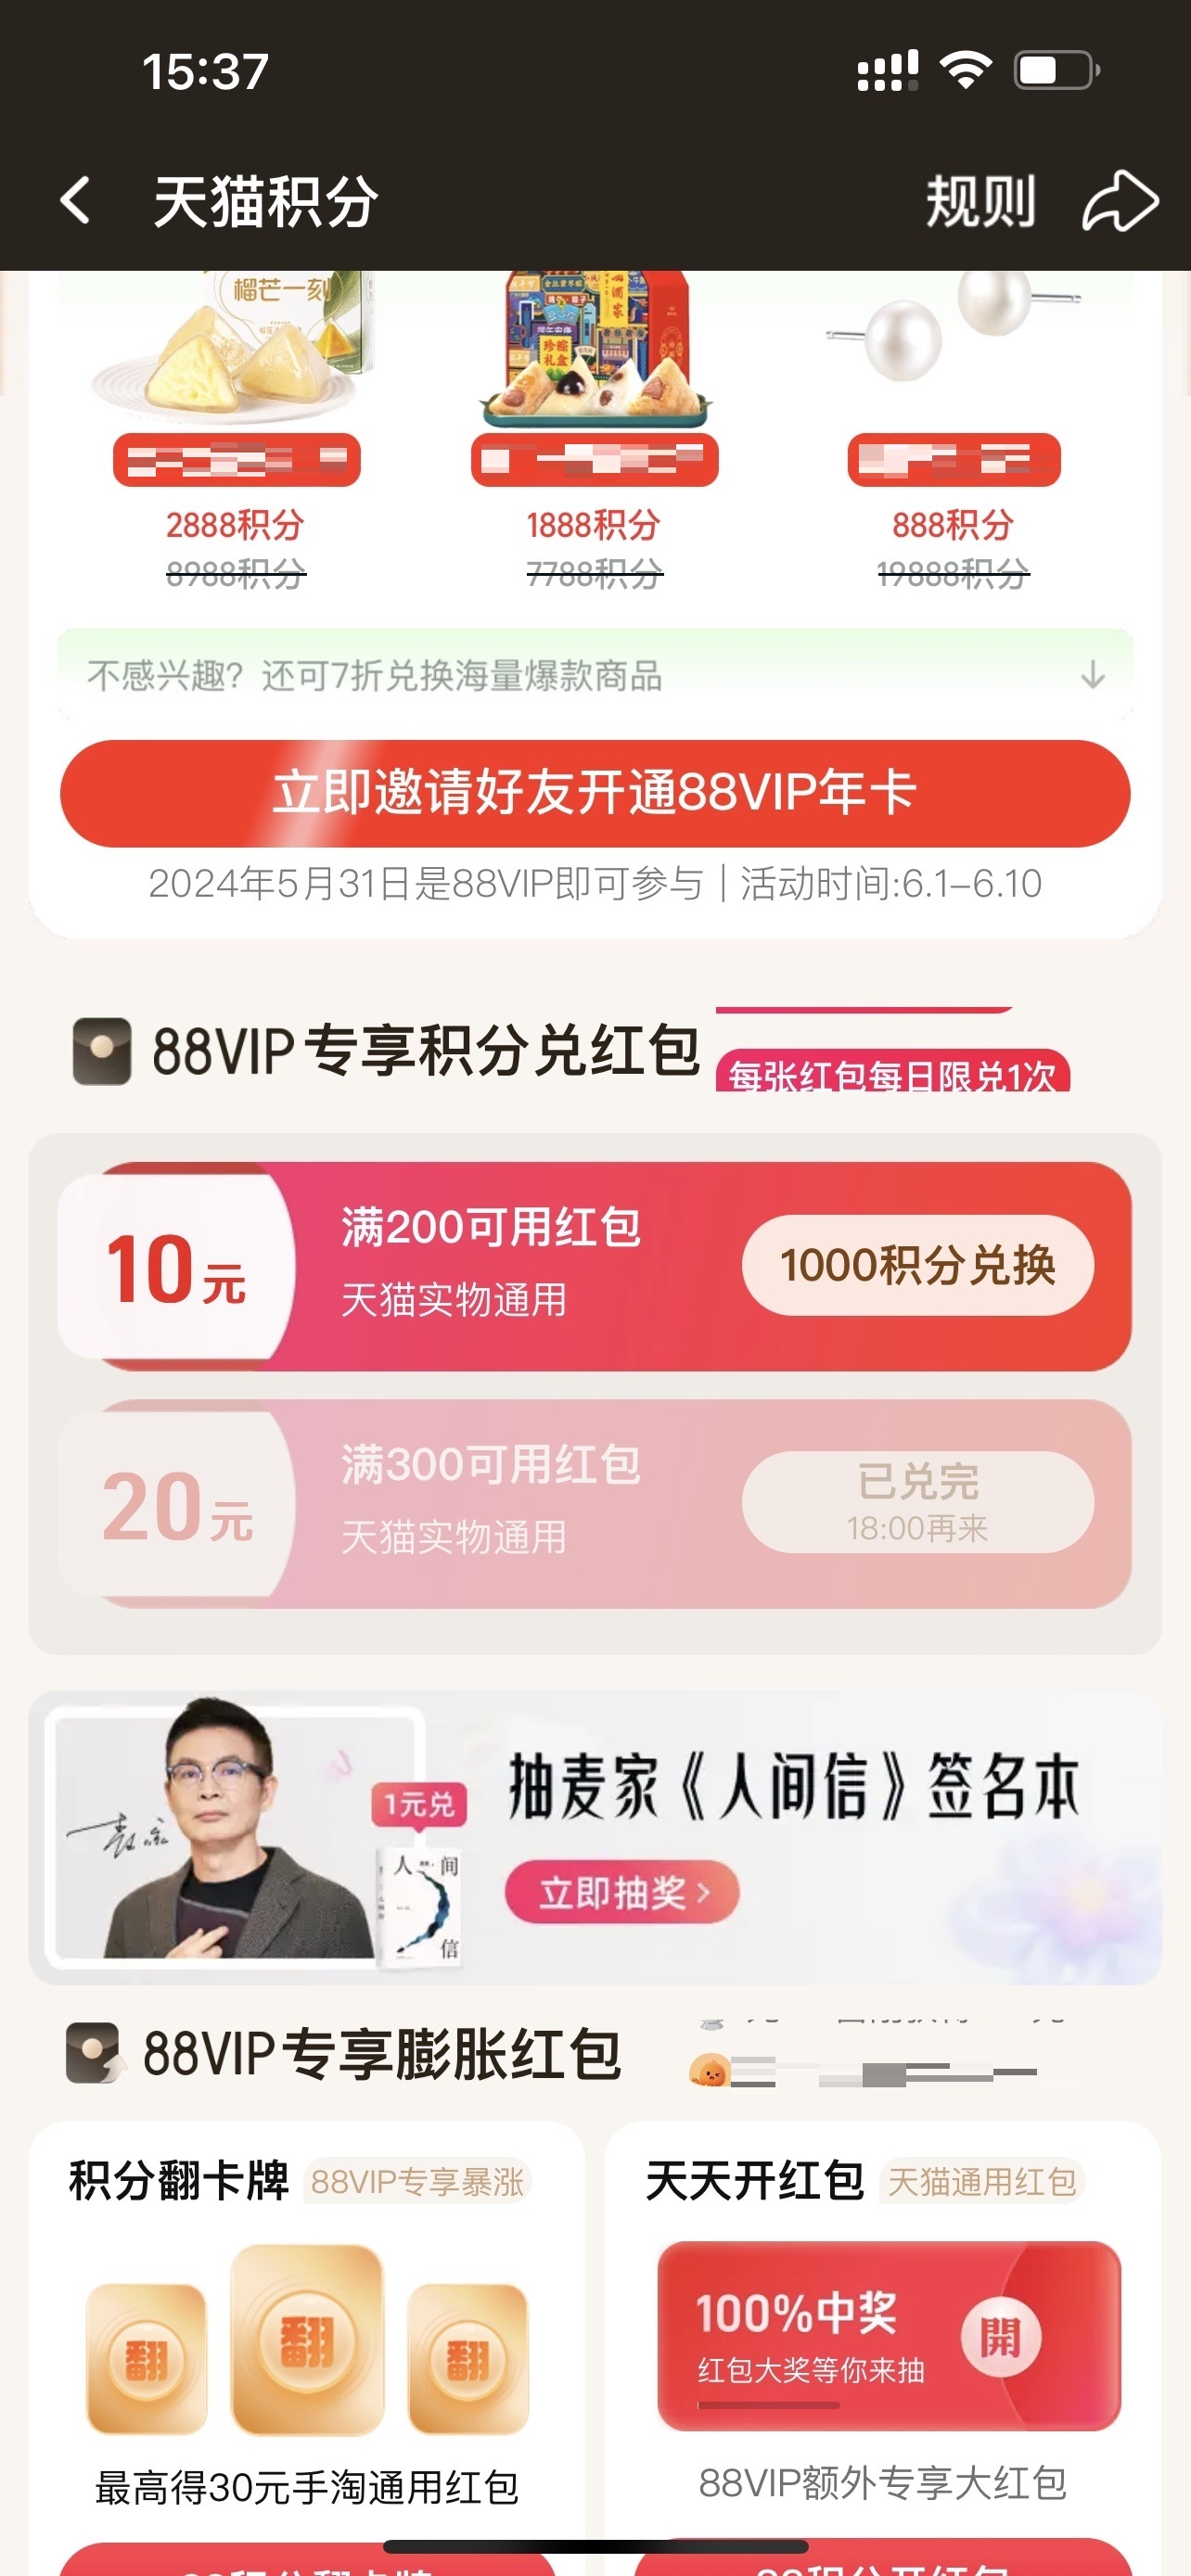 15:37
天猫积分
规则
榴芒一刻
珍粽
礼盒
2888积分
1888积分
888积分
8988积分
7788积分
19888积分
不感兴趣？还可7折兑换海量爆款商品
立即邀请好友开通88VIP年卡
2024年5月31日是88VIP即可参与｜活动时间:6.1-6.10
88VIP专享积分兑红包
每张红包每日限兑1次
10元
满200可用红包
天猫实物通用
1000积分兑换
20元
满300可用红包
天猫实物通用
已兑完
18:00再来
抽麦家《人间信》签名本
1元兑
人间
信
立即抽奖
88VIP专享膨胀红包
积分翻卡牌
88VIP专享暴涨
天天开红包
天猫通用红包
翻
翻
翻
100%中奖
红包大奖等你来抽
開
最高得30元手淘通用红包
88VIP额外专享大红包